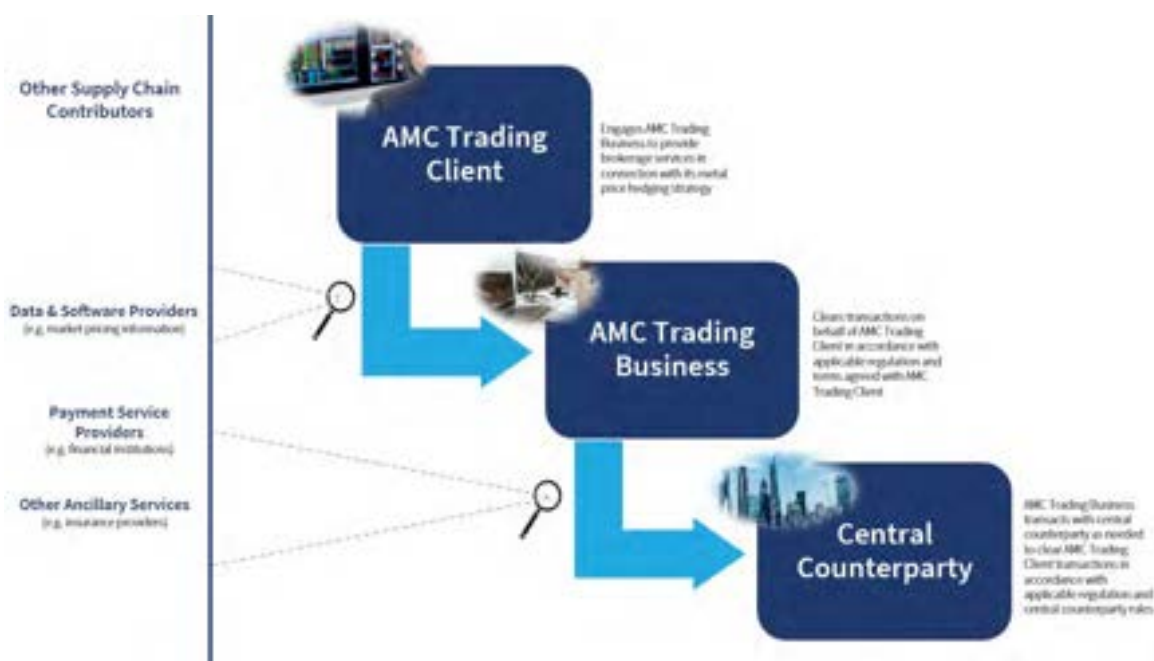 Other Supply Chain
Contributors
Data & Software Providers
(e.g. market pricing information)
Payment Service
Providers
(e.g. financial institutions)
Other Ancillary Services
(e.g. insurance providers)
AMC Trading
Client
Engages AMC Trading
Business to provide
brokerage services in
connection with its metal
price hedging strategy
AMC Trading
Business
Clears transactions on
behalf of AMC Trading
Client in accordance with
applicable regulation and
terms agreed with AMC
Trading Client
Central
Counterparty
AMC Trading Business
transacts with central
counterparty as needed
to clear AMC Trading
Client transactions in
accordance with
applicable regulation and
central counterparty rules